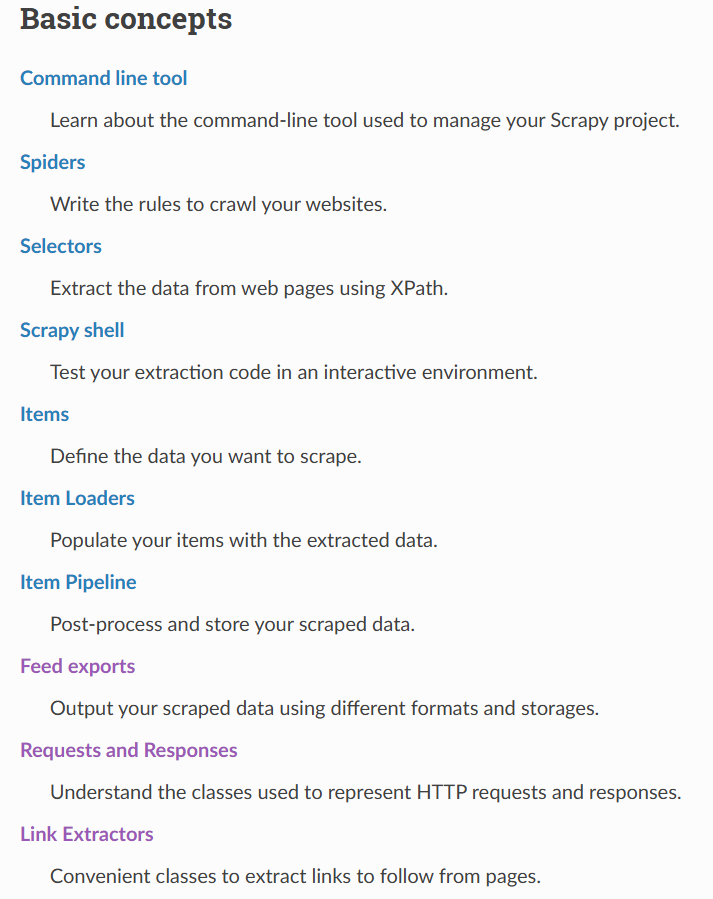 Basic concepts
Command line tool
Learn about the command-line tool used to manage your Scrapy project.
Spiders
Write the rules to crawl your websites.
Selectors
Extract the data from web pages using XPath.
Scrapy shell
Test your extraction code in an interactive environment.
Items
Define the data you want to scrape.
Item Loaders
Populate your items with the extracted data.
Item Pipeline
Post-process and store your scraped data.
Feed exports
Output your scraped data using different formats and storages.
Requests and Responses
Understand the classes used to represent HTTP requests and responses.
Link Extractors
Convenient classes to extract links to follow from pages.